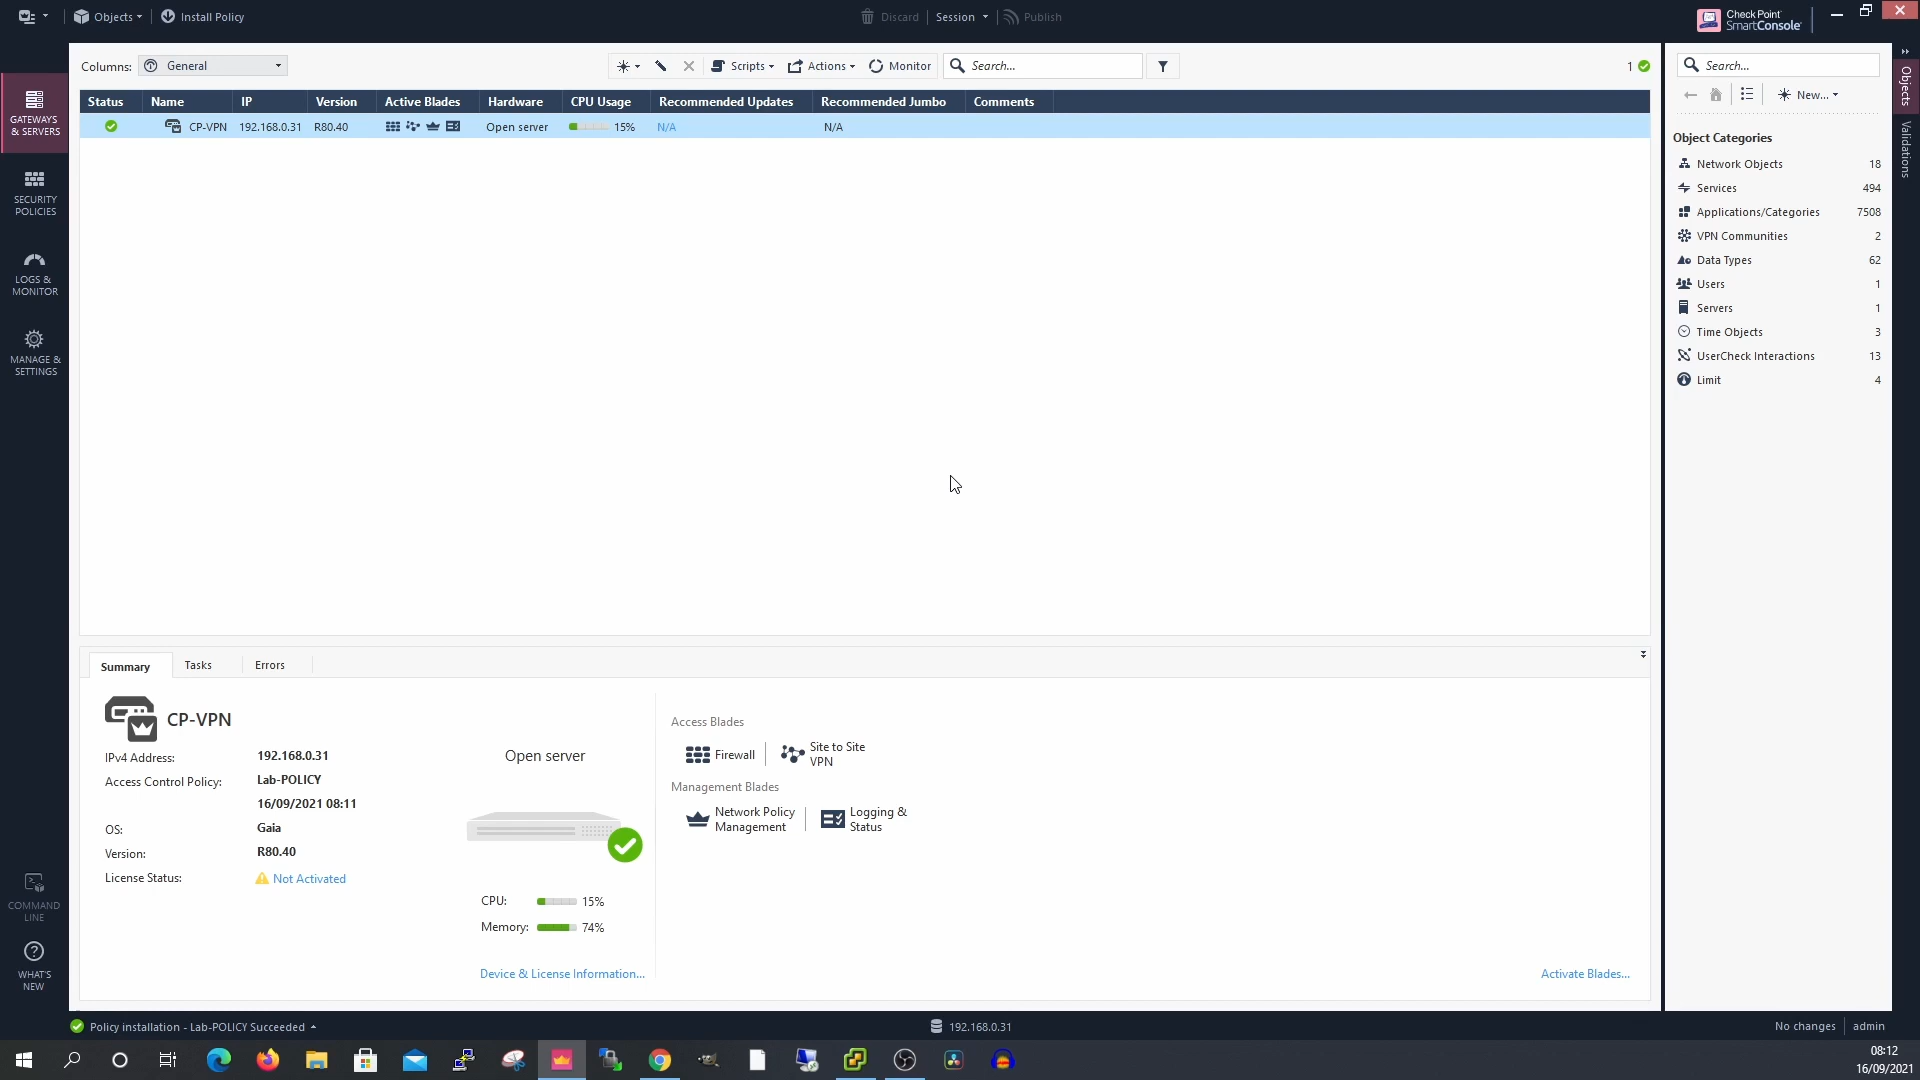 Objects
Install Policy
Discard
Session
Publish
Check Point
SmartConsole
Columns:
General
Scripts
Actions
Monitor
Search...
1
Status Name IP Version Active Blades Hardware CPU Usage Recommended Updates Recommended Jumbo Comments
CP-VPN 192.168.0.31 R80.40 Open server 15% N/A N/A
GATEWAYS
& SERVERS
SECURITY
POLICIES
LOGS &
MONITOR
MANAGE &
SETTINGS
COMMAND
LINE
WHAT'S
NEW
Summary
Tasks
Errors
CP-VPN
IPv4 Address: 192.168.0.31
Access Control Policy: Lab-POLICY
16/09/2021 08:11
OS: Gaia
Version: R80.40
License Status: Not Activated
Open server
CPU: 15%
Memory: 74%
Device & License Information...
Access Blades
Firewall
Site to Site
VPN
Management Blades
Network Policy
Management
Logging &
Status
Activate Blades...
Search...
New...
Object Categories
Network Objects 18
Services 494
Applications/Categories 7508
VPN Communities 2
Data Types 62
Users 1
Servers 1
Time Objects 3
UserCheck Interactions 13
Limit 4
Objects
Validations
Policy installation - Lab-POLICY Succeeded
192.168.0.31
No changes
admin
08:12
16/09/2021